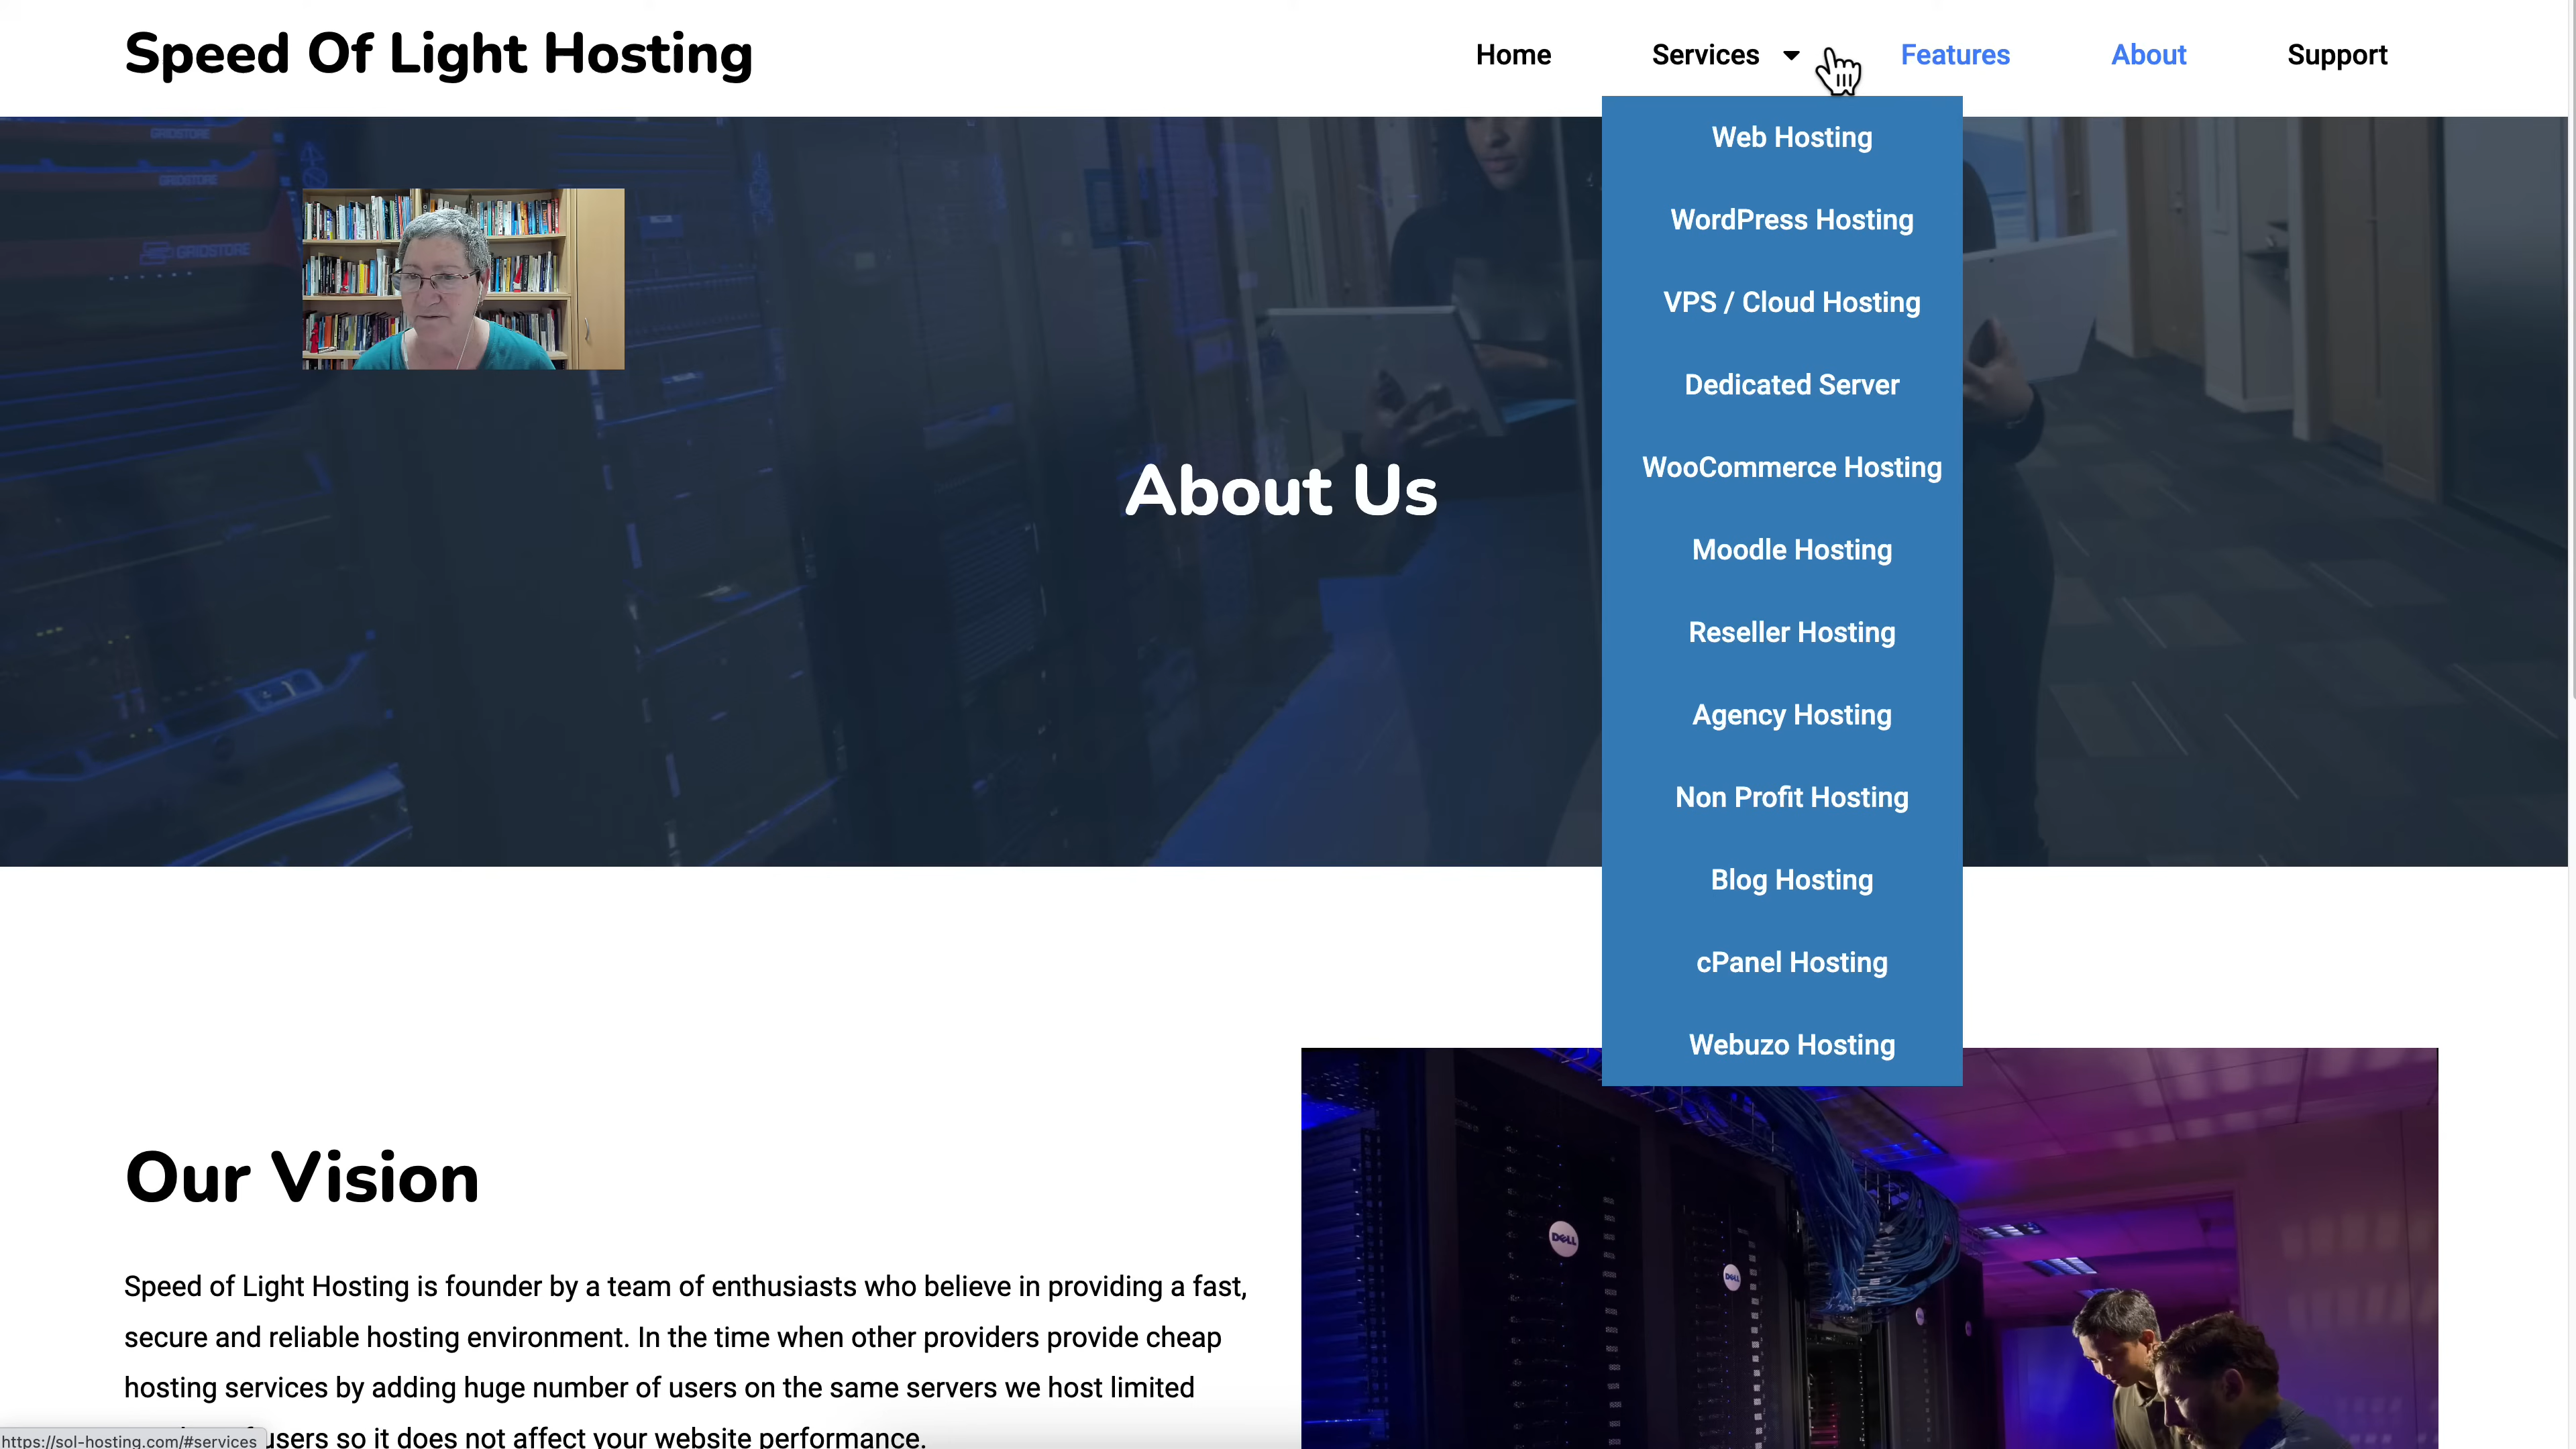 Speed Of Light Hosting
Home
Services
Features
About
Support
Web Hosting
WordPress Hosting
VPS / Cloud Hosting
Dedicated Server
WooCommerce Hosting
Moodle Hosting
Reseller Hosting
Agency Hosting
Non Profit Hosting
Blog Hosting
cPanel Hosting
Webuzo Hosting
GRIDSTORE
GRIDSTORE
GRIDSTORE
About Us
Our Vision
Speed of Light Hosting is founder by a team of enthusiasts who believe in providing a fast,
secure and reliable hosting environment. In the time when other providers provide cheap
hosting services by adding huge number of users on the same servers we host limited
users so it does not affect your website performance.
DELL
DELL
https://sol-hosting.com/#services